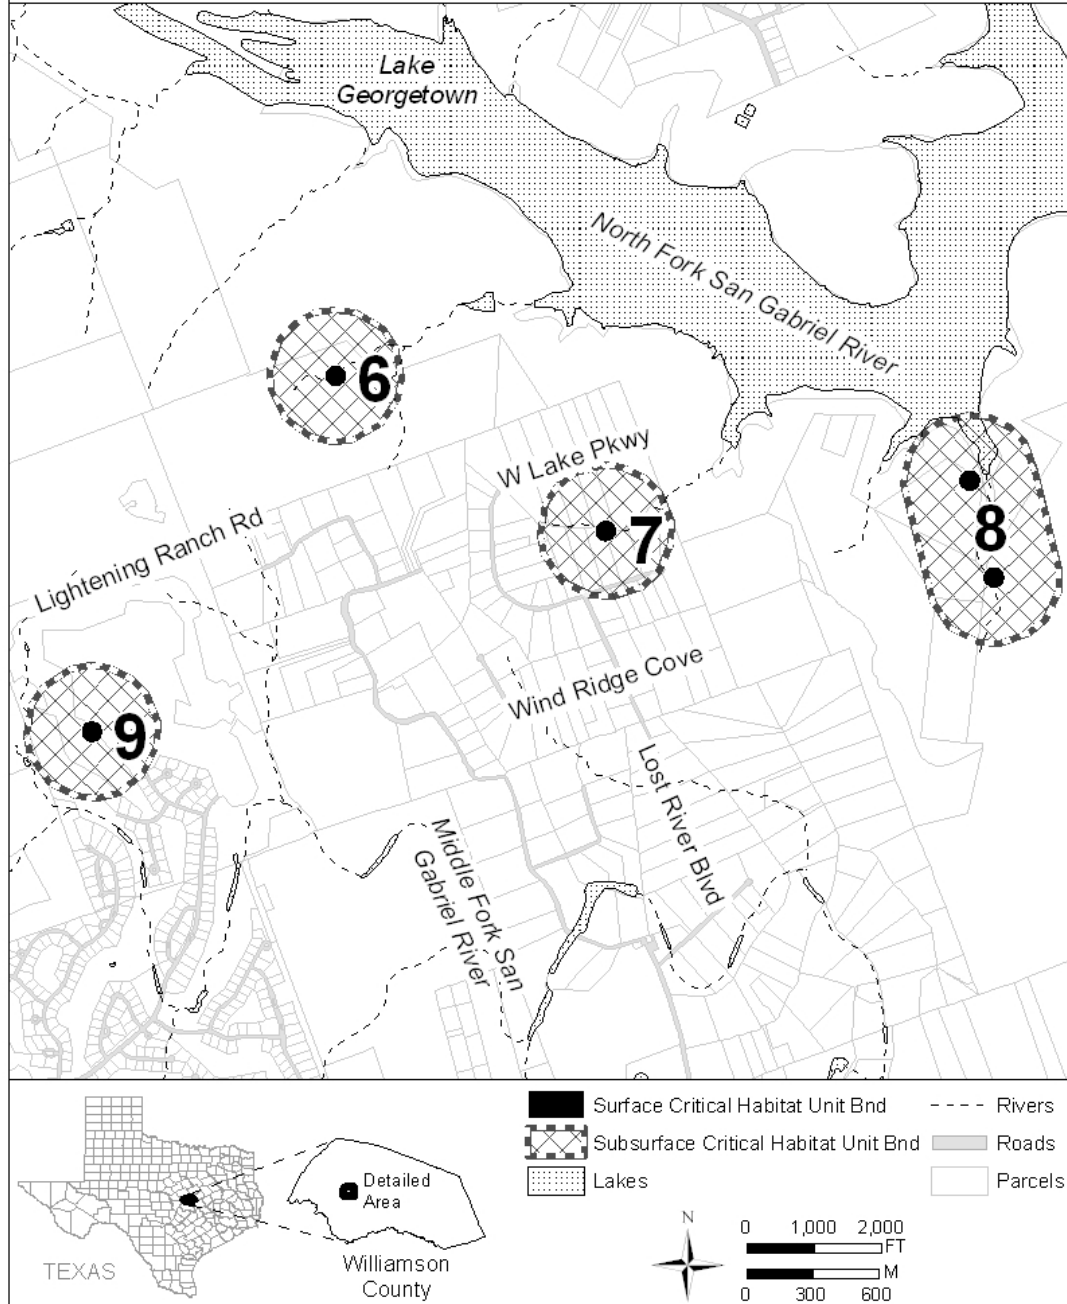 Lake
Georgetown
North Fork San Gabriel River
6
W Lake Pkwy
7
8
Lightening Ranch Rd
Wind Ridge Cove
9
Lost River Blvd
Middle Fork San
Gabriel River
Surface Critical Habitat Unit Bnd
Subsurface Critical Habitat Unit Bnd
Lakes
Rivers
Roads
Parcels
TEXAS
Detailed
Area
Williamson
County
N
0 1,000 2,000
FT
M
0 300 600